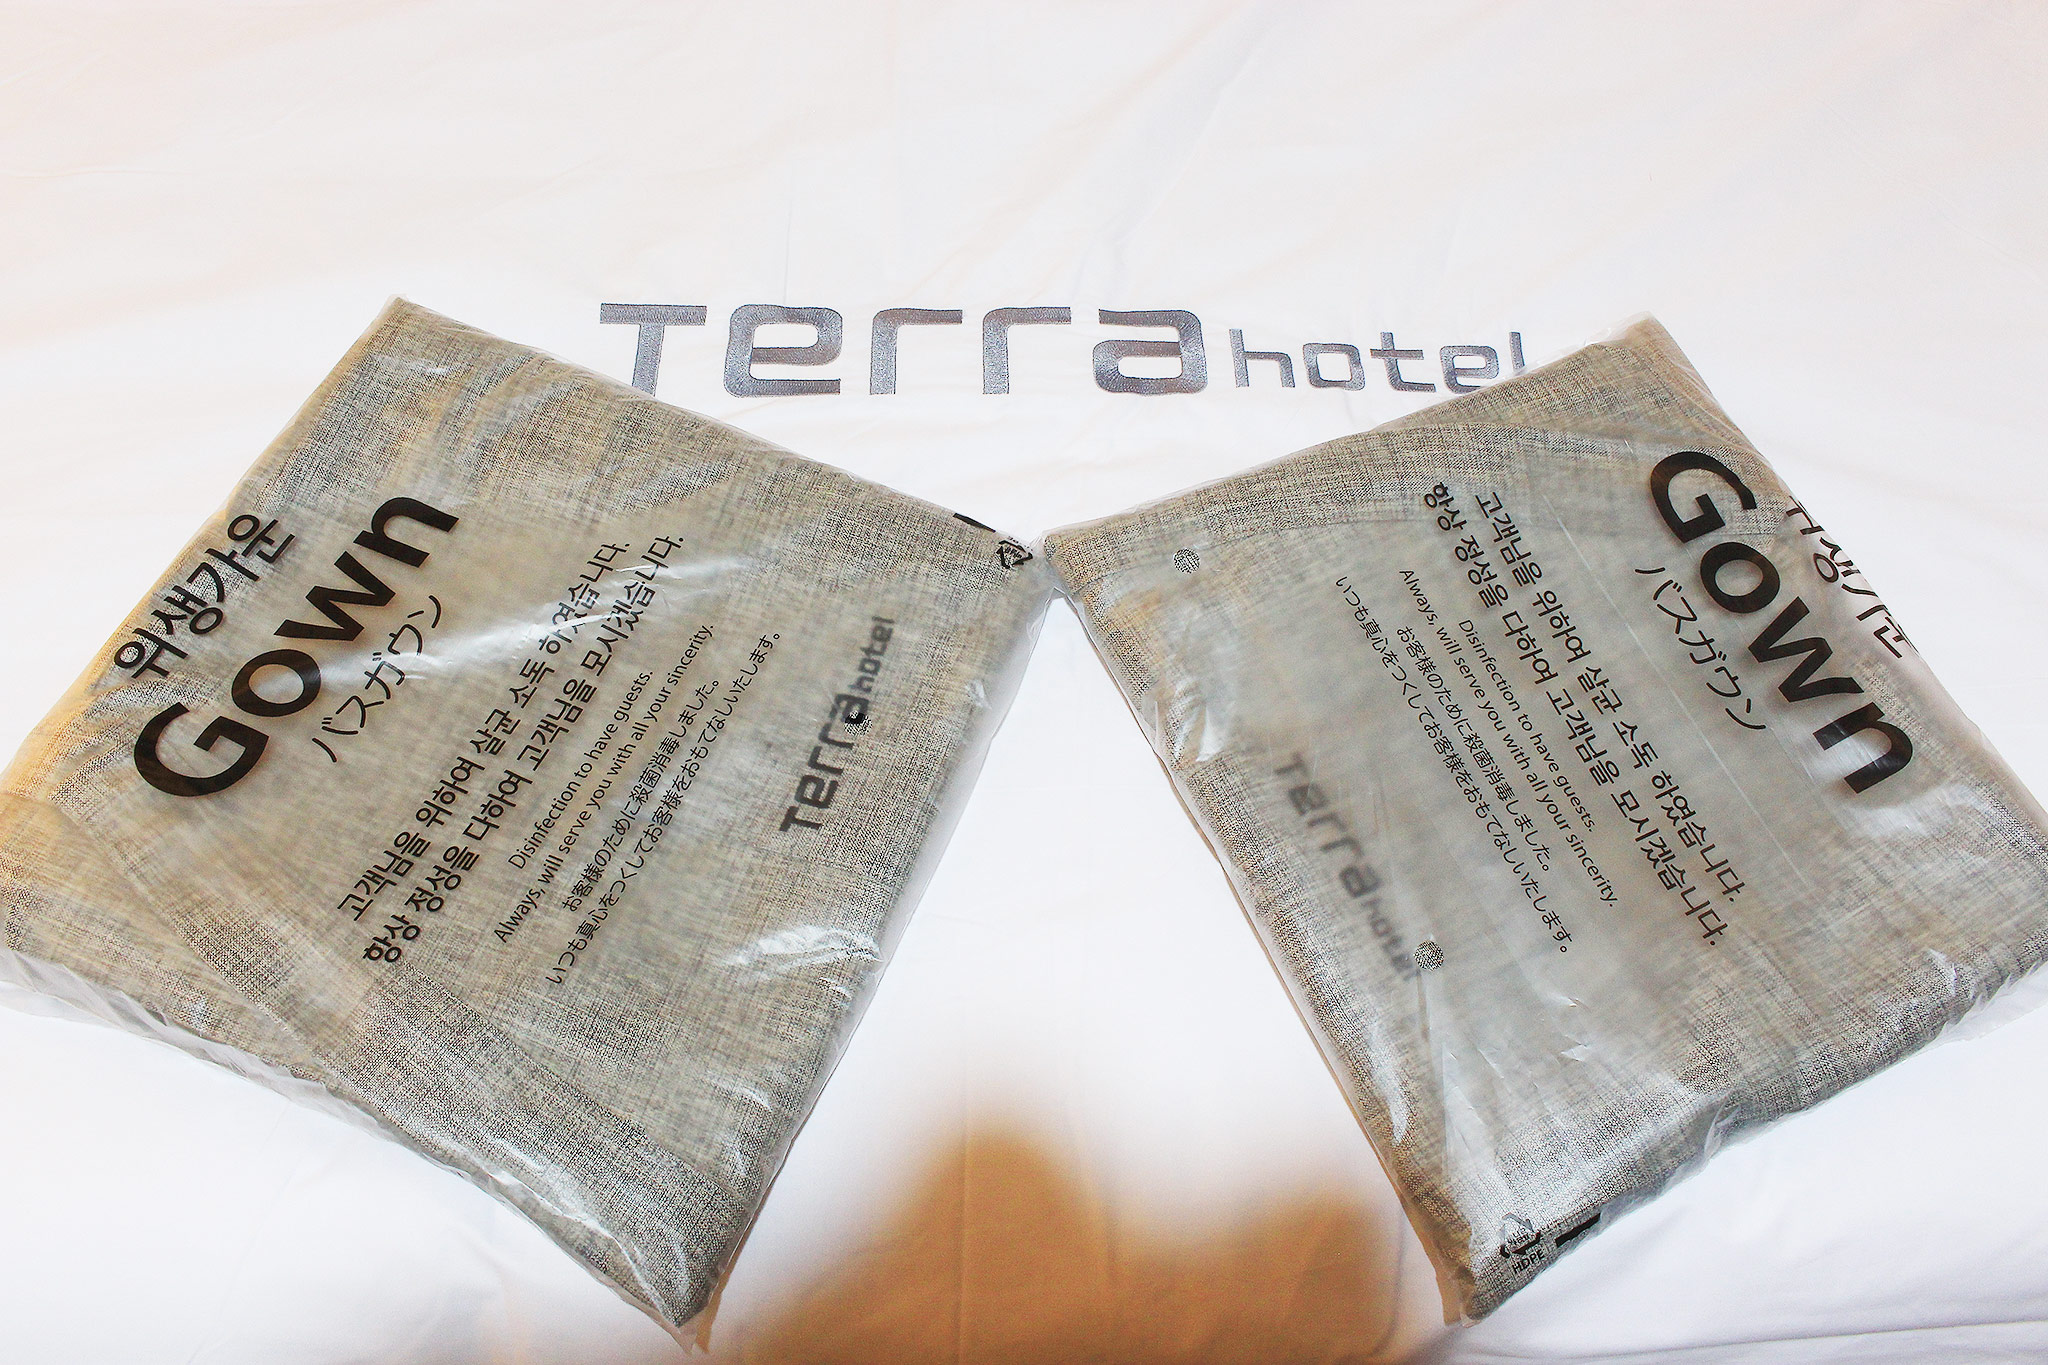 Terra hotel
위생가운
Gown
バスガウン
고객님을 위하여 살균 소독 하였습니다.
항상 정성을 다하여 고객님을 모시겠습니다.
Disinfection to have guests.
Always, will serve you with all your sincerity.
お客様のために殺菌消毒しました。
いつも真心をつくしてお客様をおもてなしいたします。
Terra hotel
위생가운
Gown
バスガウン
고객님을 위하여 살균 소독 하였습니다.
항상 정성을 다하여 고객님을 모시겠습니다.
Disinfection to have guests.
Always, will serve you with all your sincerity.
お客様のために殺菌消毒しました。
いつも真心をつくしてお客様をおもてなしいたします。
Terra hotel
HDPE